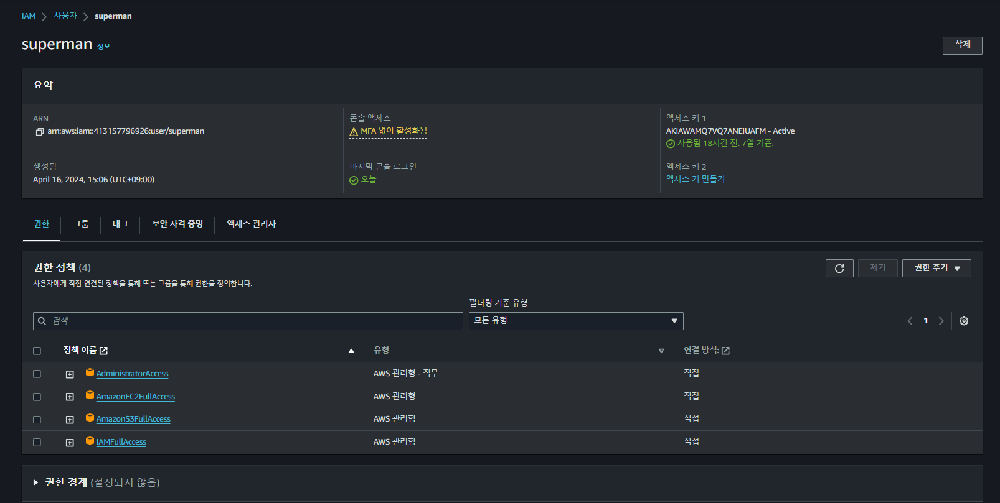 IAM > 사용자 > superman
superman 정보
삭제
요약
ARN
arn:aws:iam::413157796926:user/superman
콘솔 액세스
MFA 없이 활성화됨
액세스 키 1
AKIAWAMQ7VQ7ANEIUAFM - Active
사용됨 18시간 전. 7일 기존.
생성됨
April 16, 2024, 15:06 (UTC+09:00)
마지막 콘솔 로그인
오늘
액세스 키 2
액세스 키 만들기
권한 그룹 태그 보안 자격 증명 액세스 관리자
권한 정책 (4)
제거 권한 추가
사용자에게 직접 연결된 정책을 통해 또는 그룹을 통해 권한을 정의합니다.
필터링 기준 유형
검색 모든 유형 1
정책 이름 유형 연결 방식:
AdministratorAccess AWS 관리형 - 직무 직접
AmazonEC2FullAccess AWS 관리형 직접
AmazonS3FullAccess AWS 관리형 직접
IAMFullAccess AWS 관리형 직접
권한 경계 (설정되지 않음)